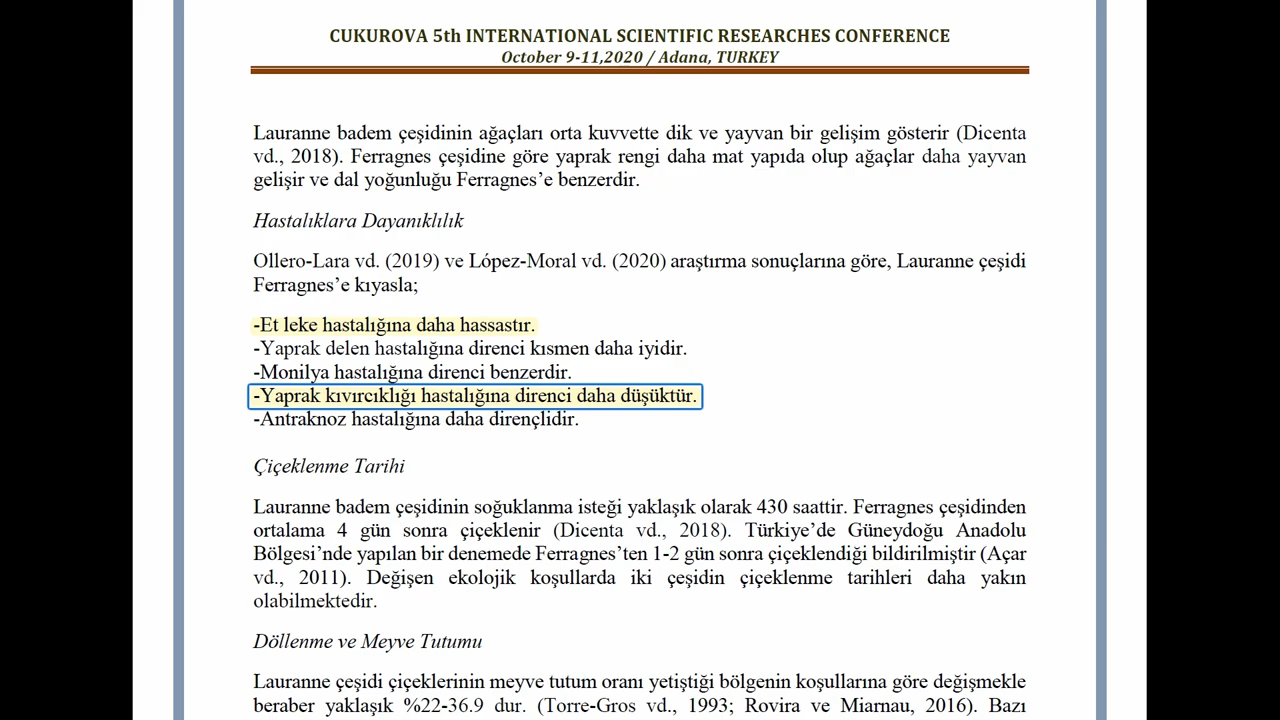 CUKUROVA 5th INTERNATIONAL SCIENTIFIC RESEARCHES CONFERENCE
October 9-11,2020 / Adana, TURKEY
Lauranne badem çeşidinin ağaçları orta kuvvette dik ve yayvan bir gelişim gösterir (Dicenta
vd., 2018). Ferragnes çeşidine göre yaprak rengi daha mat yapıda olup ağaçlar daha yayvan
gelişir ve dal yoğunluğu Ferragnes’e benzerdir.
Hastalıklara Dayanıklılık
Ollero-Lara vd. (2019) ve López-Moral vd. (2020) araştırma sonuçlarına göre, Lauranne çeşidi
Ferragnes’e kıyasla;
-Et leke hastalığına daha hassastır.
-Yaprak delen hastalığına direnci kısmen daha iyidir.
-Monilya hastalığına direnci benzerdir.
-Yaprak kıvırcıklığı hastalığına direnci daha düşüktür.
-Antraknoz hastalığına daha dirençlidir.
Çiçeklenme Tarihi
Lauranne badem çeşidinin soğuklanma isteği yaklaşık olarak 430 saattir. Ferragnes çeşidinden
ortalama 4 gün sonra çiçeklenir (Dicenta vd., 2018). Türkiye’de Güneydoğu Anadolu
Bölgesi’nde yapılan bir denemede Ferragnes’ten 1-2 gün sonra çiçeklendiği bildirilmiştir (Açar
vd., 2011). Değişen ekolojik koşullarda iki çeşidin çiçeklenme tarihleri daha yakın
olabilmektedir.
Döllenme ve Meyve Tutumu
Lauranne çeşidi çiçeklerinin meyve tutum oranı yetiştiği bölgenin koşullarına göre değişmekle
beraber yaklaşık %22-36.9 dur. (Torre-Gros vd., 1993; Rovira ve Miarnau, 2016). Bazı